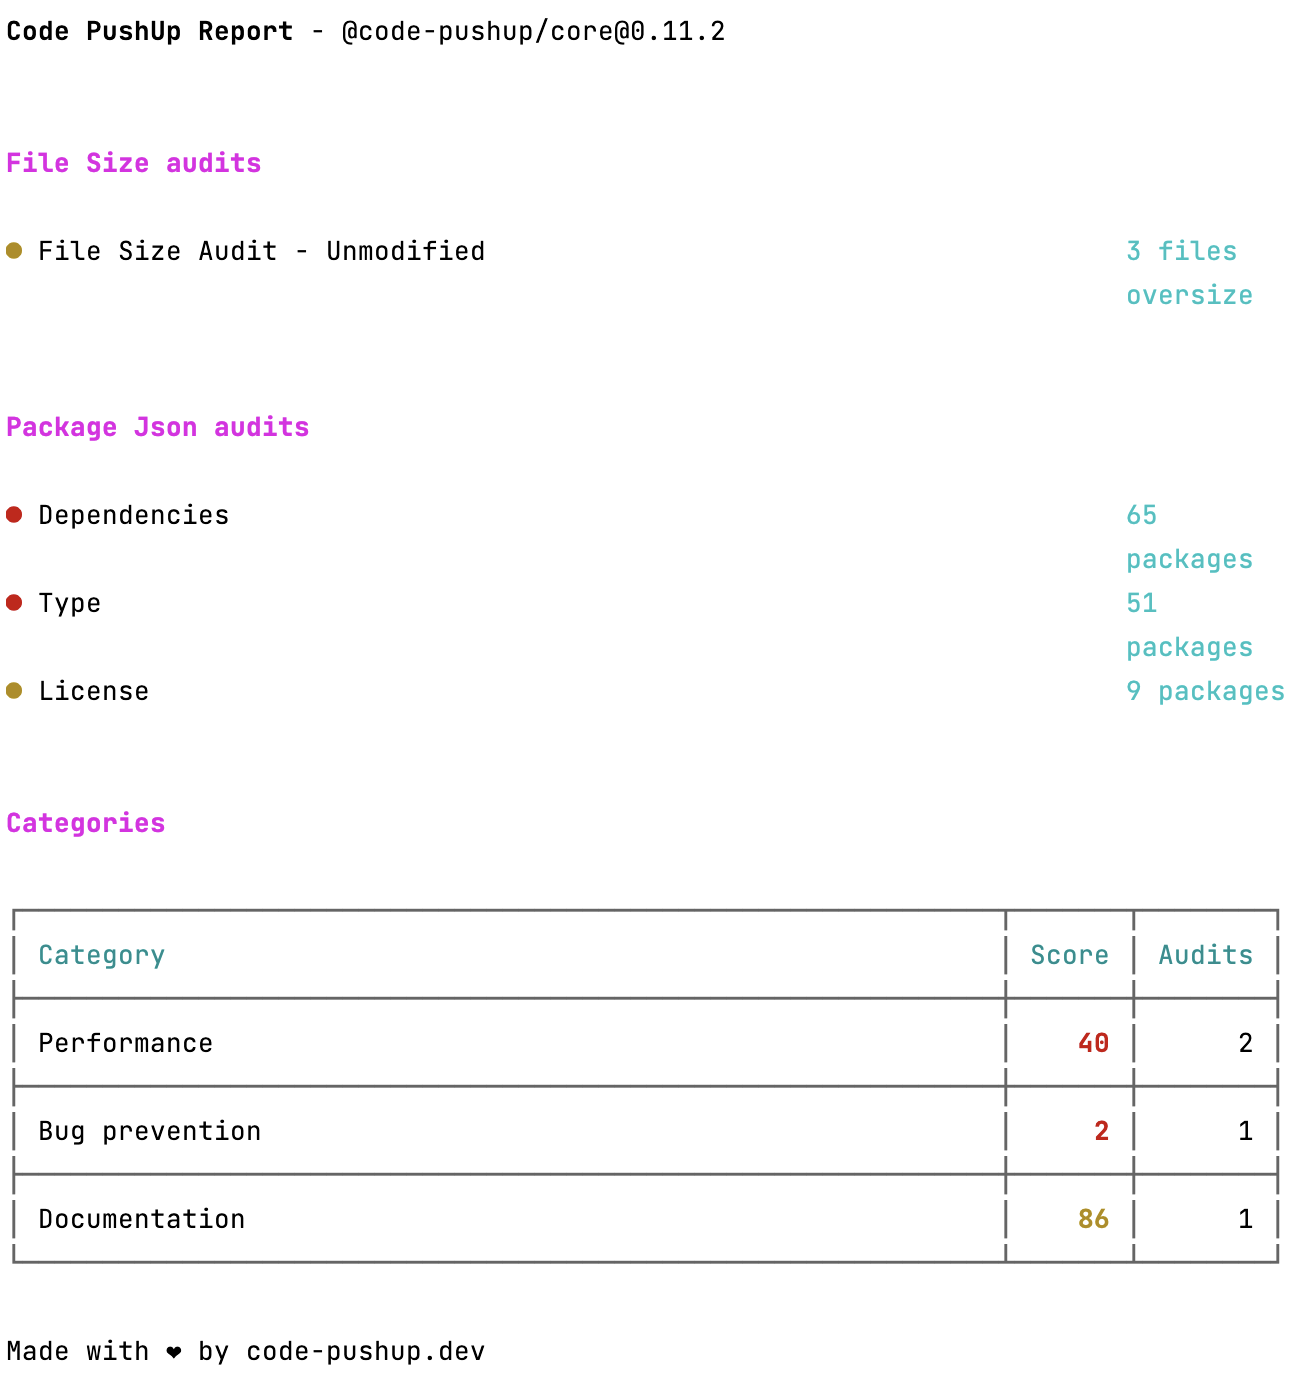 Code PushUp Report - @code-pushup/core@0.11.2
File Size audits
● File Size Audit - Unmodified 3 files
oversize
Package Json audits
● Dependencies 65
packages
● Type 51
packages
● License 9 packages
Categories
Category Score Audits
Performance 40 2
Bug prevention 2 1
Documentation 86 1
Made with ❤ by code-pushup.dev